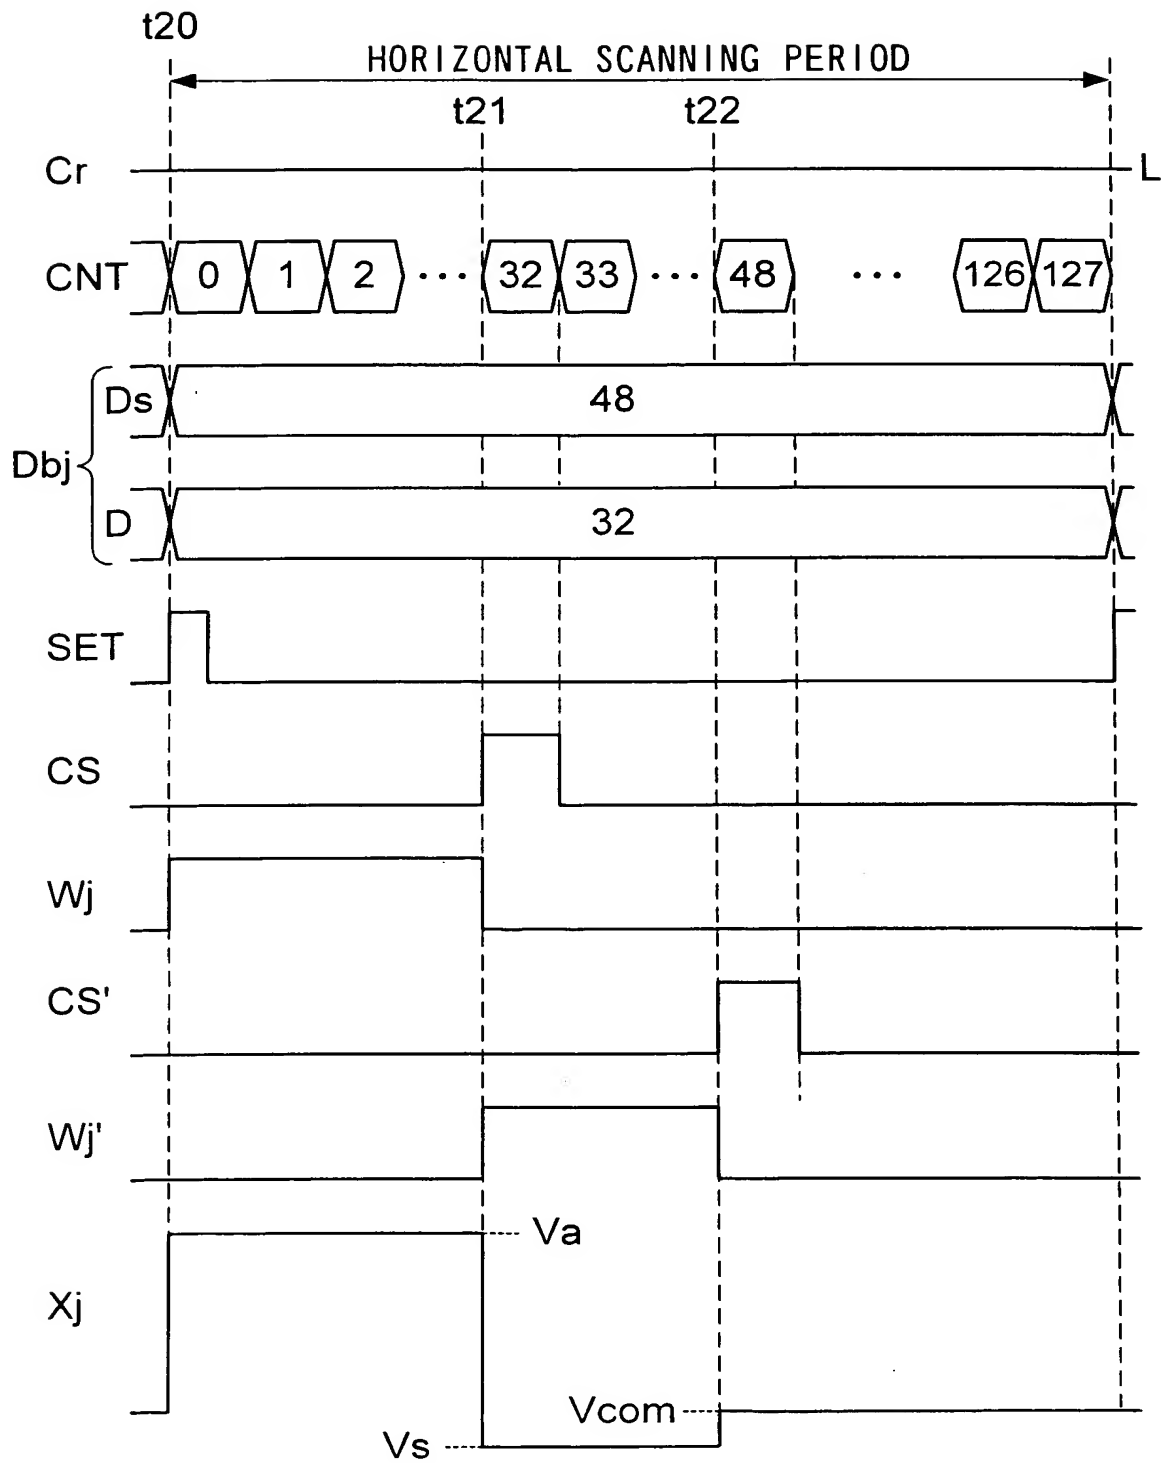 t20
HORIZONTAL SCANNING PERIOD
t21 t22
Cr L
CNT 0 1 2 ··· 32 33 ··· 48 ··· 126 127
Ds 48
Dbj
D 32
SET
CS
Wj
CS'
Wj'
Va
Xj
Vcom
Vs